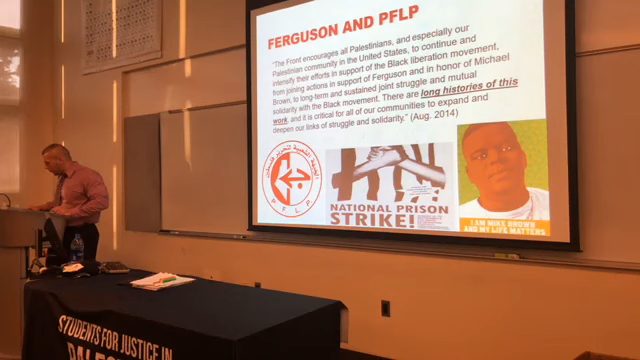 FERGUSON AND PFLP
"The Front encourages all Palestinians, and especially our
Palestinian community in the United States, to continue and
intensify their efforts in support of the Black liberation movement,
from joining actions in support of Ferguson and in honor of Michael
Brown, to long-term and sustained joint struggle and mutual
solidarity with the Black movement. There are long histories of this
work, and it is critical for all of our communities to expand and
deepen our links of struggle and solidarity." (Aug. 2014)
الجبهة الشعبية لتحرير فلسطين
P F L P
NATIONAL PRISON
STRIKE!
I AM MIKE BROWN
AND MY LIFE MATTERS
STUDENTS FOR JUSTICE IN